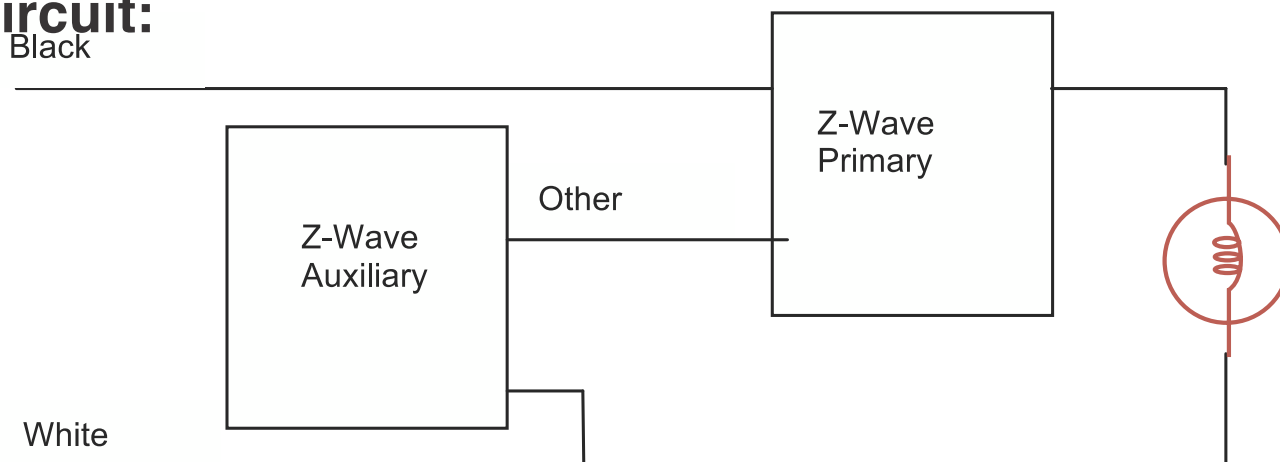 ircuit:
Black
Z-Wave
Primary
Other
Z-Wave
Auxiliary
White